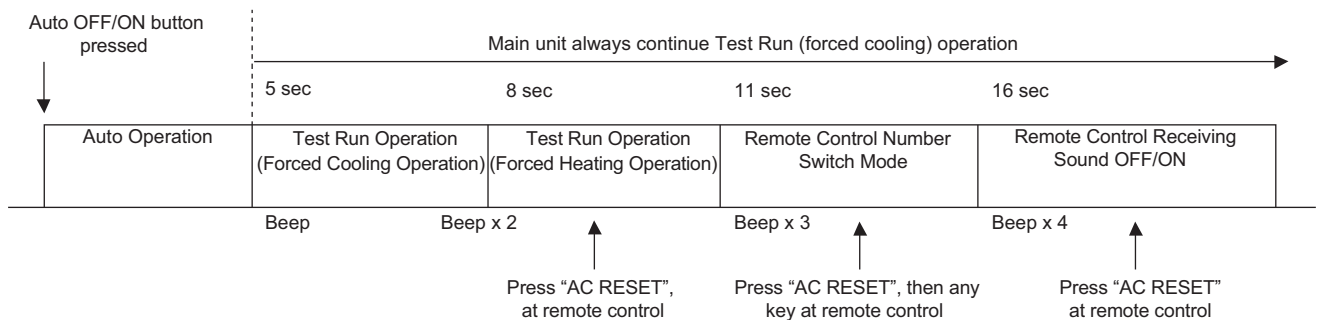 Auto OFF/ON button
pressed
Main unit always continue Test Run (forced cooling) operation
5 sec
8 sec
11 sec
16 sec
Auto Operation
Test Run Operation
(Forced Cooling Operation)
Test Run Operation
(Forced Heating Operation)
Remote Control Number
Switch Mode
Remote Control Receiving
Sound OFF/ON
Beep
Beep x 2
Beep x 3
Beep x 4
Press “AC RESET”,
at remote control
Press “AC RESET”, then any
key at remote control
Press “AC RESET”
at remote control